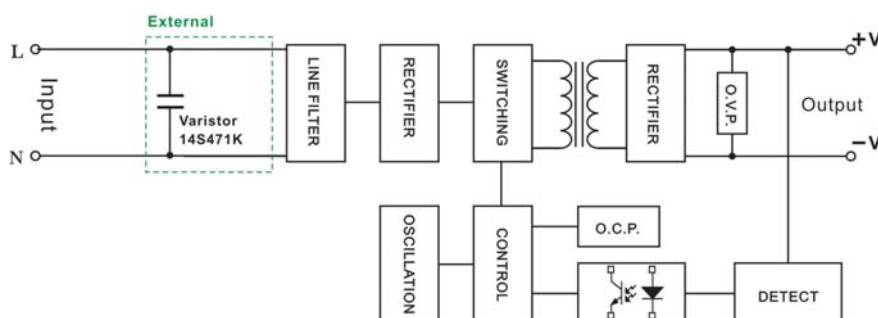 External
L
LINE FILTER
RECTIFIER
SWITCHING
RECTIFIER
+V
Input
Varistor
14S471K
O.V.P.
Output
N
−V
OSCILLATION
CONTROL
O.C.P.
DETECT